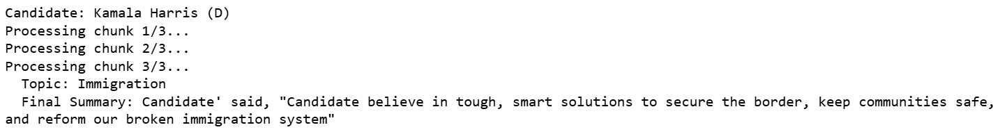 Candidate: Kamala Harris (D)
Processing chunk 1/3...
Processing chunk 2/3...
Processing chunk 3/3...
Topic: Immigration
Final Summary: Candidate' said, "Candidate believe in tough, smart solutions to secure the border, keep communities safe,
and reform our broken immigration system"